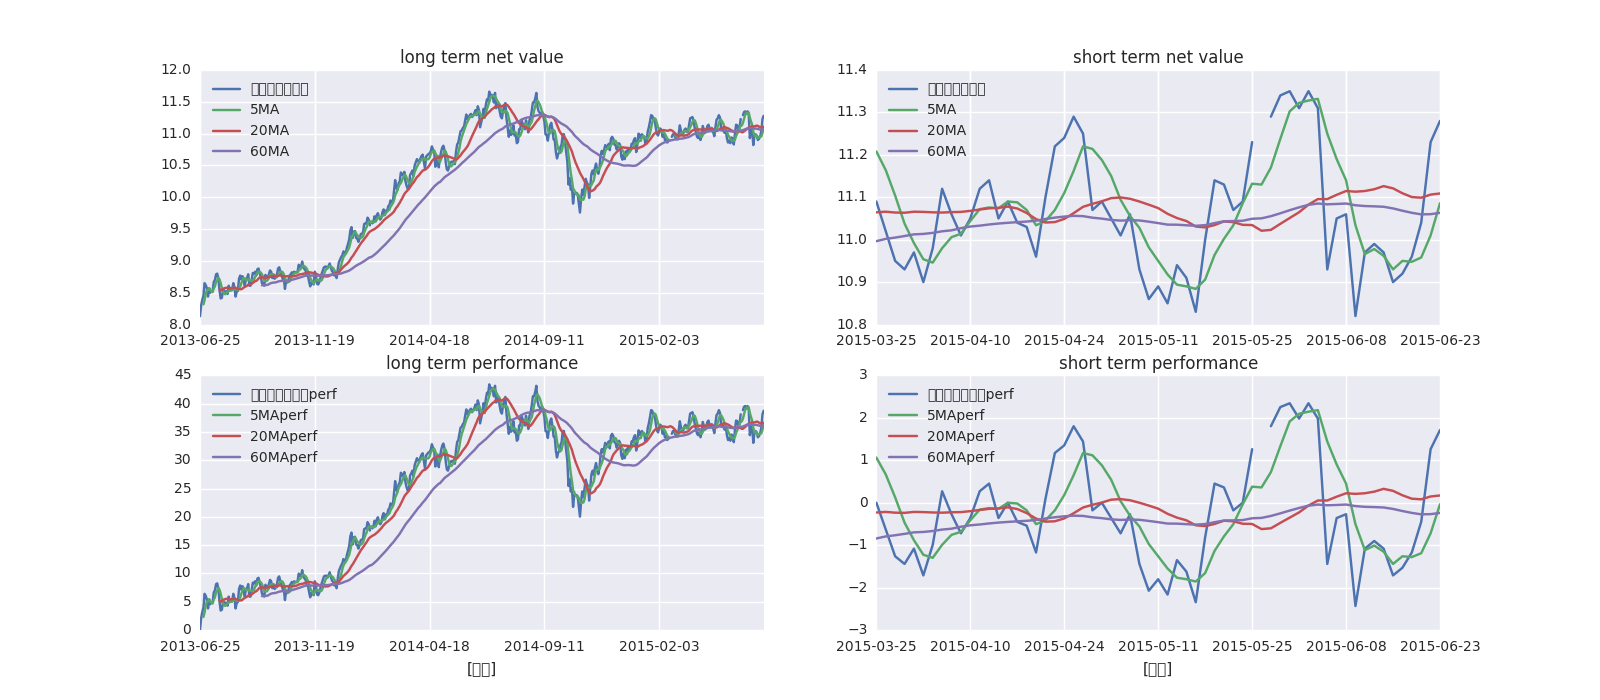 long term net value
12.0
11.5
11.0
10.5
10.0
9.5
9.0
8.5
8.0
5MA
20MA
60MA
2013-06-25 2013-11-19 2014-04-18 2014-09-11 2015-02-03
short term net value
11.4
11.3
11.2
11.1
11.0
10.9
10.8
5MA
20MA
60MA
2015-03-25 2015-04-10 2015-04-24 2015-05-11 2015-05-25 2015-06-08 2015-06-23
long term performance
45
40
35
30
25
20
15
10
5
0
perf
5MAperf
20MAperf
60MAperf
2013-06-25 2013-11-19 2014-04-18 2014-09-11 2015-02-03
[]
short term performance
3
2
1
0
−1
−2
−3
perf
5MAperf
20MAperf
60MAperf
2015-03-25 2015-04-10 2015-04-24 2015-05-11 2015-05-25 2015-06-08 2015-06-23
[]